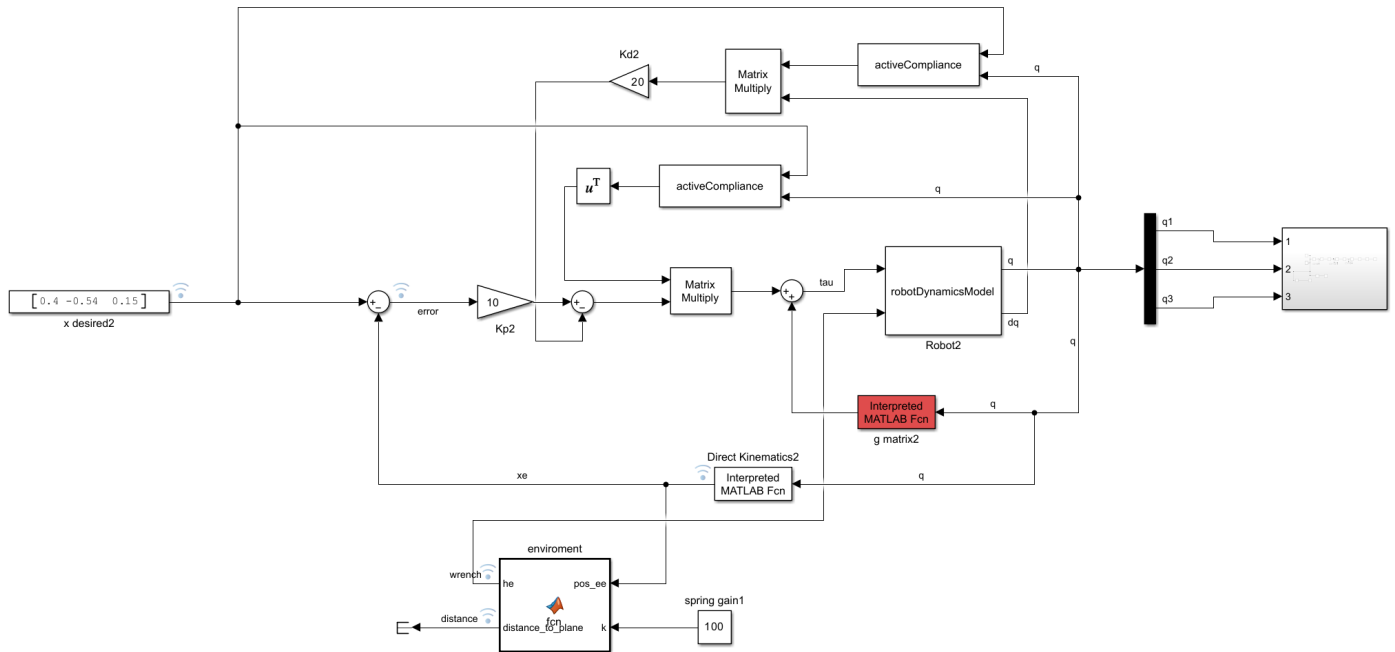 Kd2
20
Matrix
Multiply
activeCompliance
q
u^T
activeCompliance
q
[ 0.4 -0.54 0.15 ]
x desired2
+
−
error
10
Kp2
+
−
Matrix
Multiply
+
+
tau
robotDynamicsModel
Robot2
q
dq
q
q1
q2
q3
1
2
3
Interpreted
MATLAB Fcn
g matrix2
q
Direct Kinematics2
Interpreted
MATLAB Fcn
q
xe
enviroment
wrench
he
pos_ee
fcn
distance
distance_to_plane
k
spring gain1
100